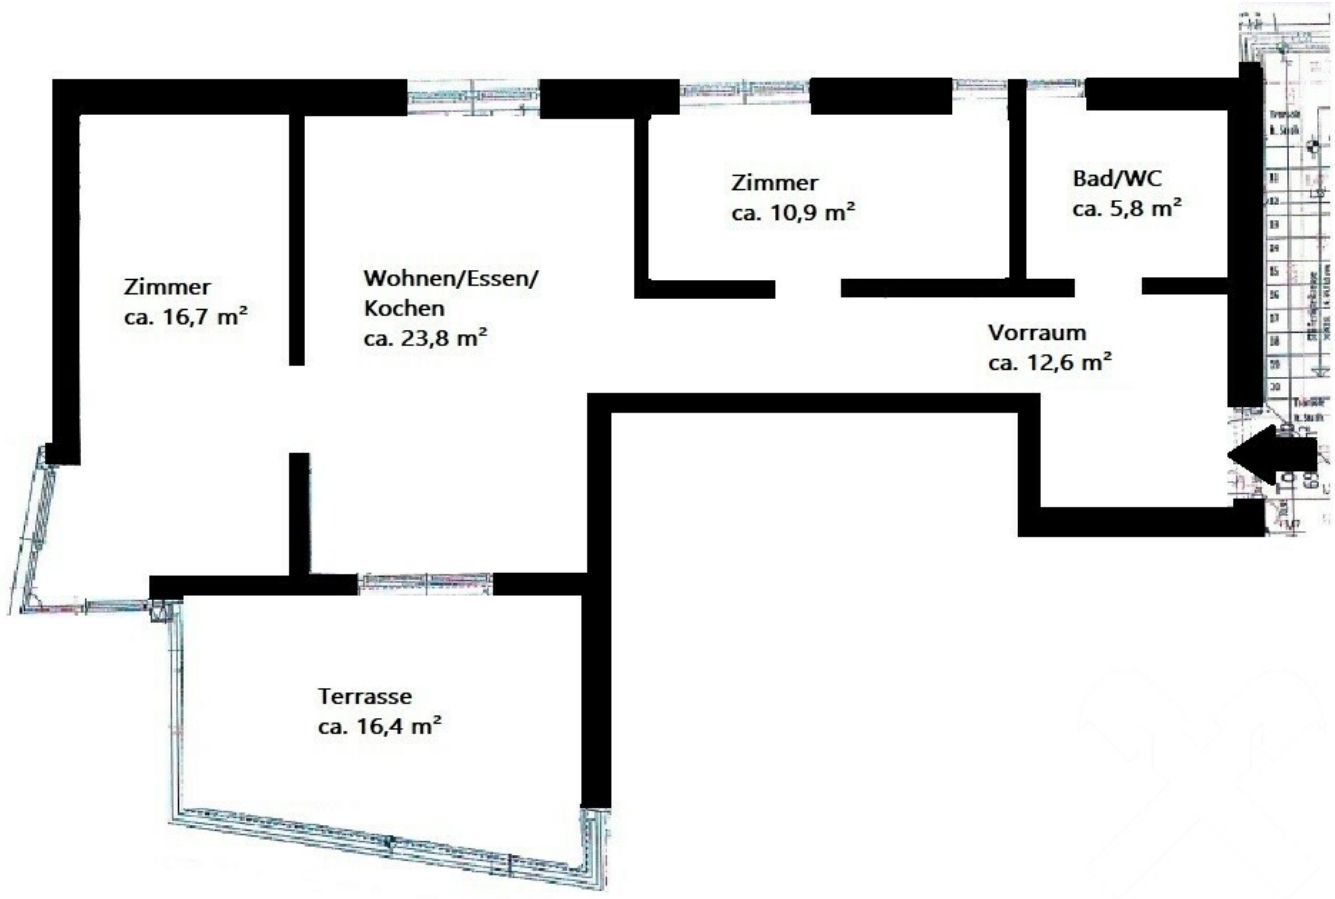 Zimmer
ca. 10,9 m²
Bad/WC
ca. 5,8 m²
Zimmer
ca. 16,7 m²
Wohnen/Essen/
Kochen
ca. 23,8 m²
Vorraum
ca. 12,6 m²
Terrasse
ca. 16,4 m²